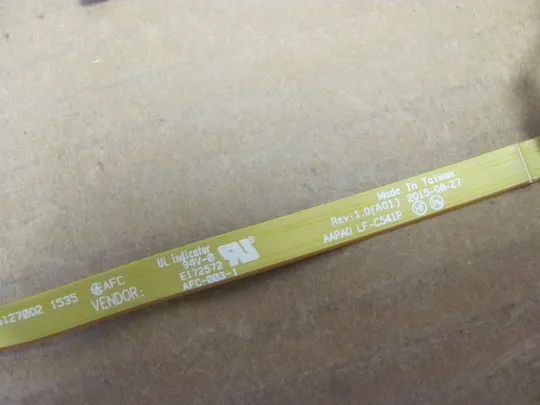 127002 1535
AFC
VENDOR:
UL indicator
94V-0
E172572
AFC-003-1
Made In Taiwan
Rev:1.0(A01) 2015-08-27
AAPAO LF-C541P